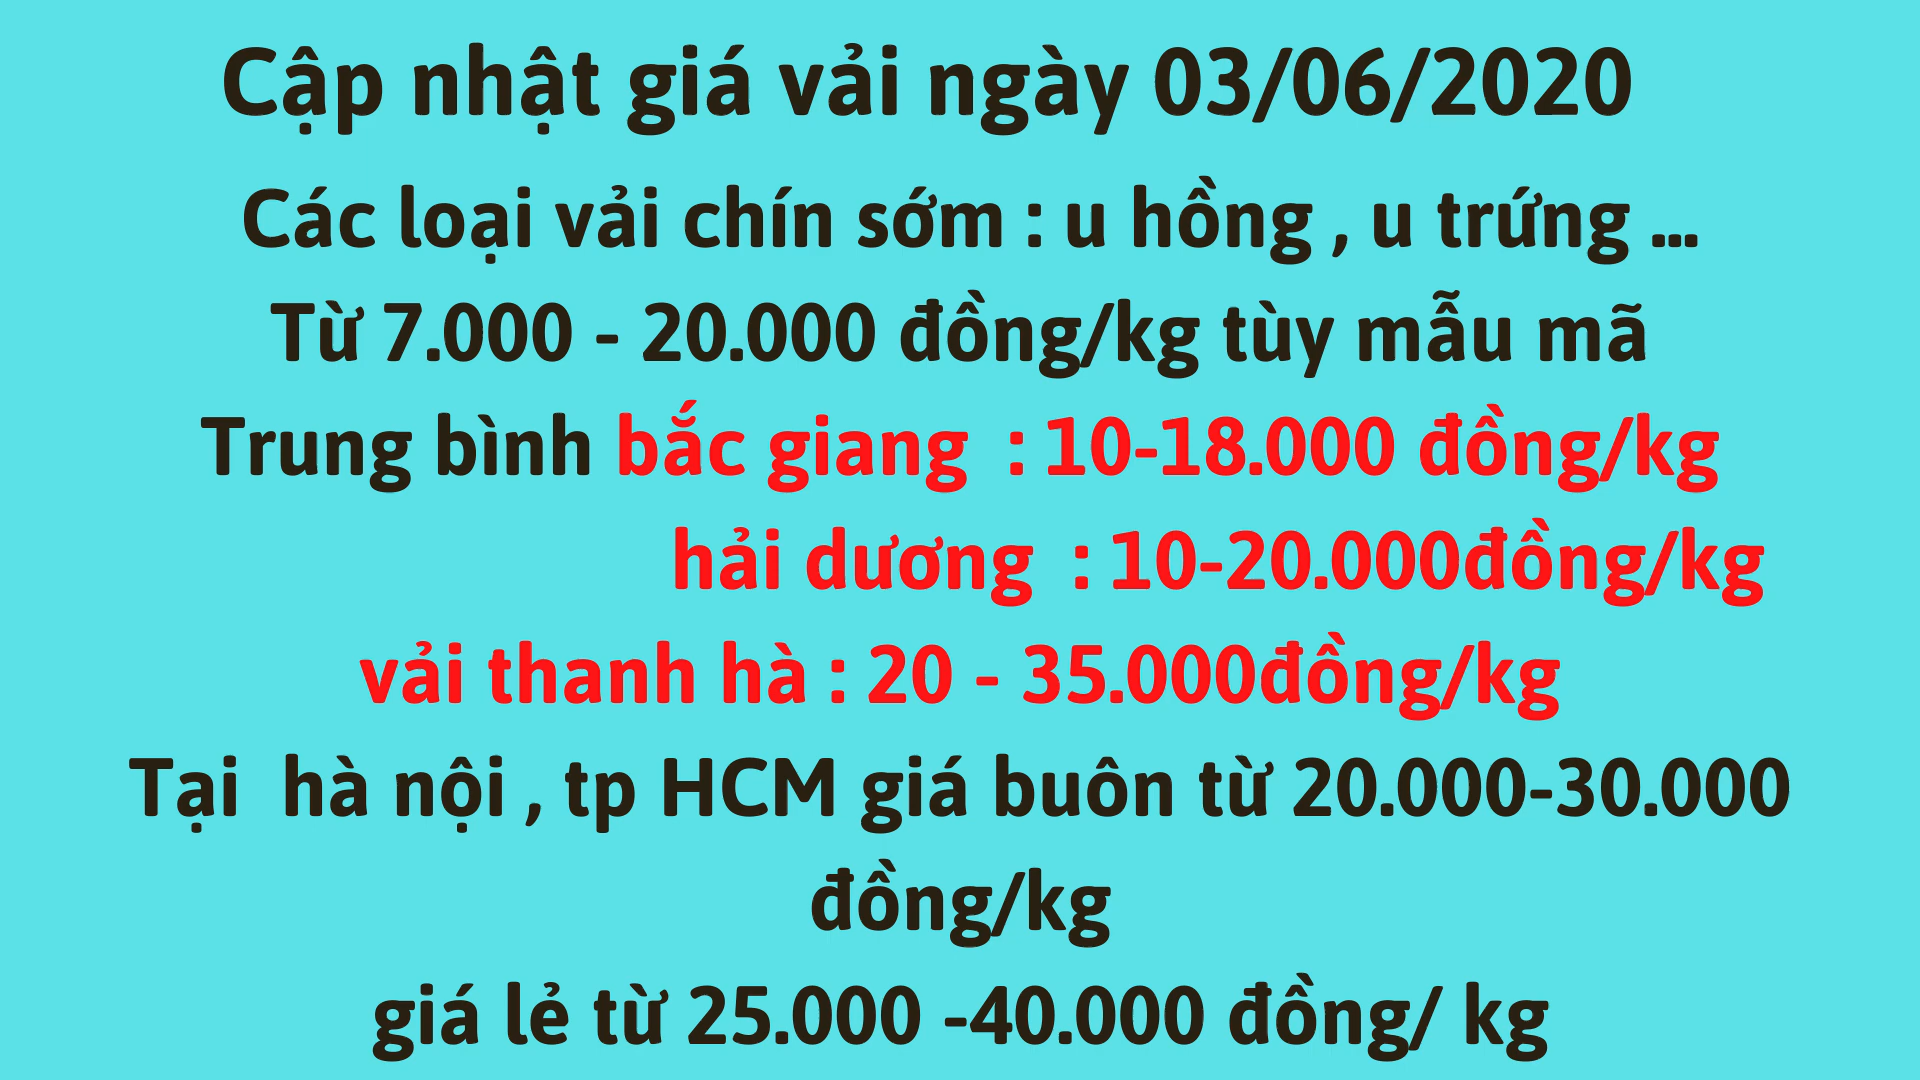 Cập nhật giá vải ngày 03/06/2020
Các loại vải chín sớm : u hồng , u trứng ...
Từ 7.000 - 20.000 đồng/kg tùy mẫu mã
Trung bình bắc giang : 10-18.000 đồng/kg
hải dương : 10-20.000đồng/kg
vải thanh hà : 20 - 35.000đồng/kg
Tại hà nội , tp HCM giá buôn từ 20.000-30.000
đồng/kg
giá lẻ từ 25.000 -40.000 đồng/ kg